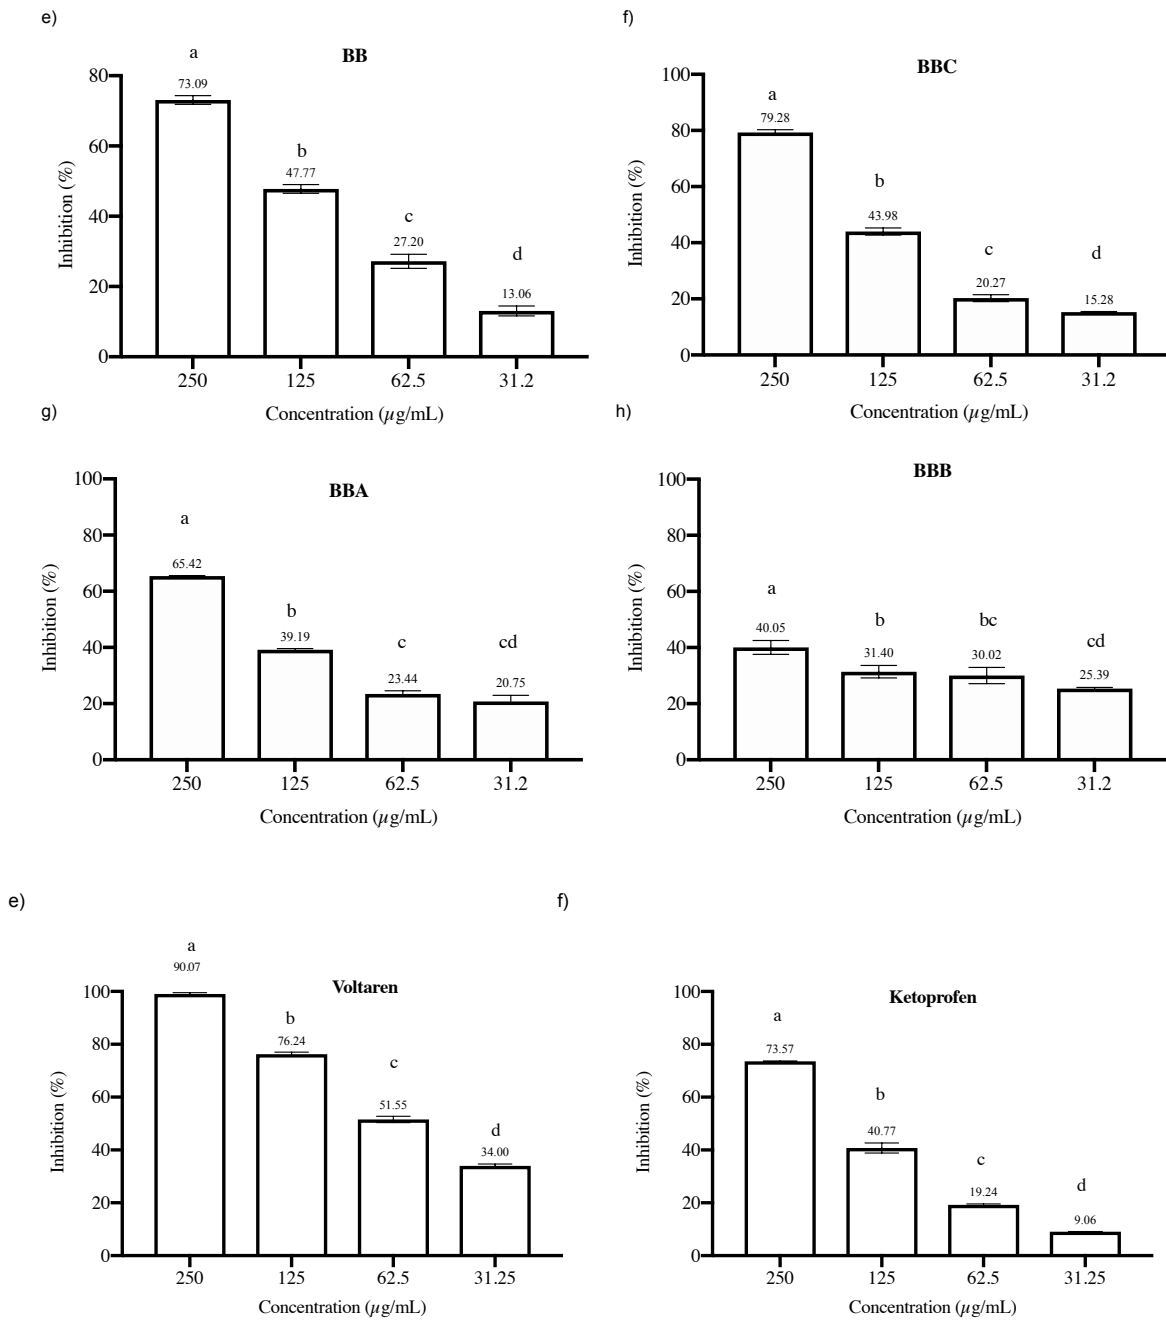 e)
BB
a
73.09
b
47.77
c
27.20
d
13.06
80
60
40
20
0
Inhibition (%)
250 125 62.5 31.2
Concentration (µg/mL)
f)
BBC
a
79.28
b
43.98
c
20.27
d
15.28
100
80
60
40
20
0
Inhibition (%)
250 125 62.5 31.2
Concentration (µg/mL)
g)
BBA
a
65.42
b
39.19
c
23.44
cd
20.75
100
80
60
40
20
0
Inhibition (%)
250 125 62.5 31.2
Concentration (µg/mL)
h)
BBB
a
40.05
b
31.40
bc
30.02
cd
25.39
100
80
60
40
20
0
Inhibition (%)
250 125 62.5 31.2
Concentration (µg/mL)
e)
Voltaren
a
90.07
b
76.24
c
51.55
d
34.00
100
80
60
40
20
0
Inhibition (%)
250 125 62.5 31.25
Concentration (µg/mL)
f)
Ketoprofen
a
73.57
b
40.77
c
19.24
d
9.06
100
80
60
40
20
0
Inhibition (%)
250 125 62.5 31.25
Concentration (µg/mL)